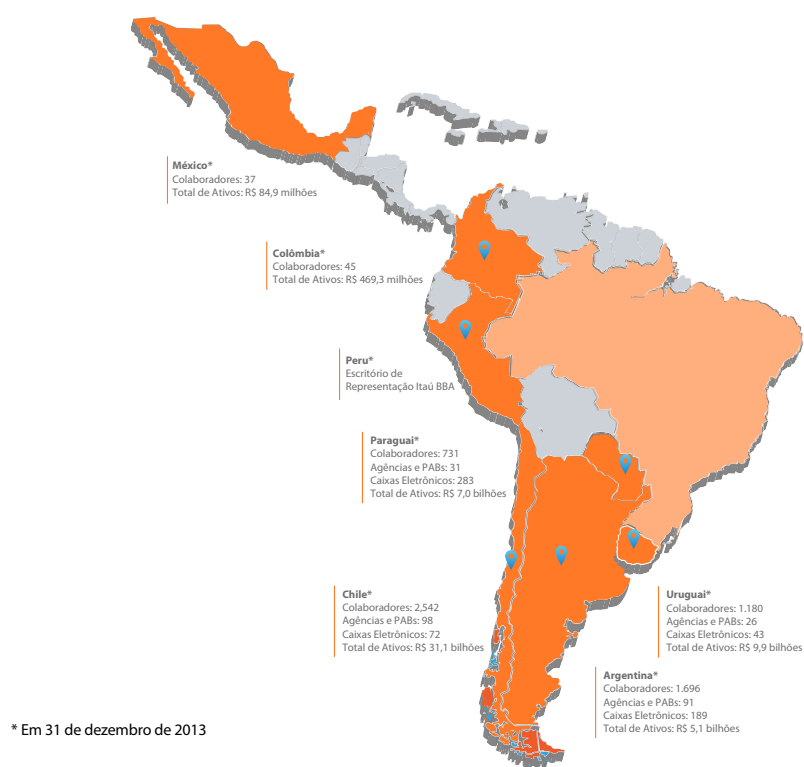 México*
Colaboradores: 37
Total de Ativos: R$ 84,9 milhões
Colômbia*
Colaboradores: 45
Total de Ativos: R$ 469,3 milhões
Peru*
Escritório de
Representação Itaú BBA
Paraguai*
Colaboradores: 731
Agências e PABs: 31
Caixas Eletrônicos: 283
Total de Ativos: R$ 7,0 bilhões
Chile*
Colaboradores: 2,542
Agências e PABs: 98
Caixas Eletrônicos: 72
Total de Ativos: R$ 31,1 bilhões
Uruguai*
Colaboradores: 1.180
Agências e PABs: 26
Caixas Eletrônicos: 43
Total de Ativos: R$ 9,9 bilhões
Argentina*
Colaboradores: 1.696
Agências e PABs: 91
Caixas Eletrônicos: 189
Total de Ativos: R$ 5,1 bilhões
* Em 31 de dezembro de 2013